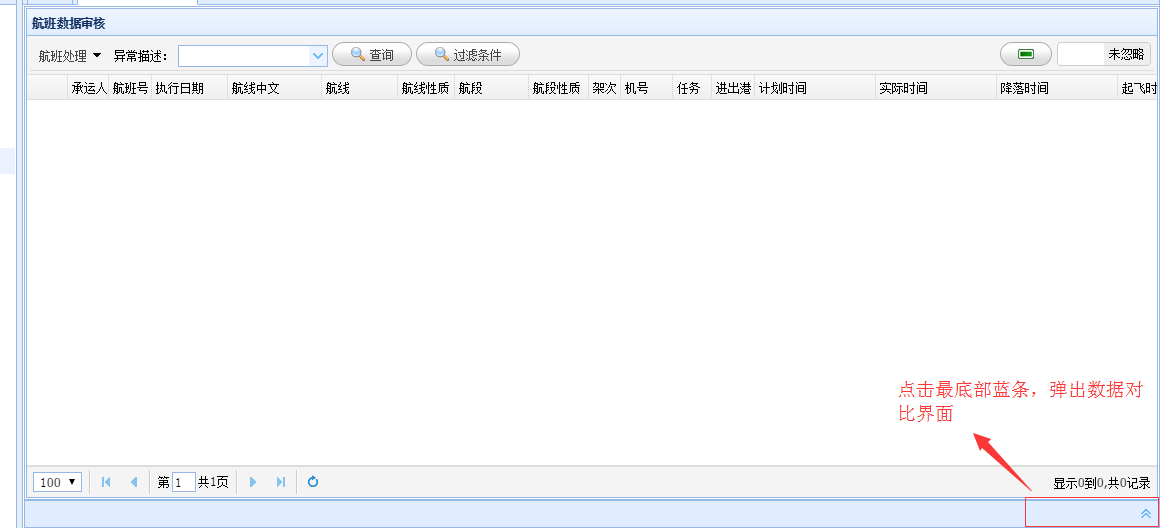 航班数据审核
航班处理 异常描述： 查询 过滤条件 未忽略
承运人 航班号 执行日期 航线中文 航线 航线性质 航段 航段性质 架次 机号 任务 进出港 计划时间 实际时间 降落时间 起飞时
点击最底部蓝条，弹出数据对
比界面
100 第 1 共1页 显示0到0,共0记录